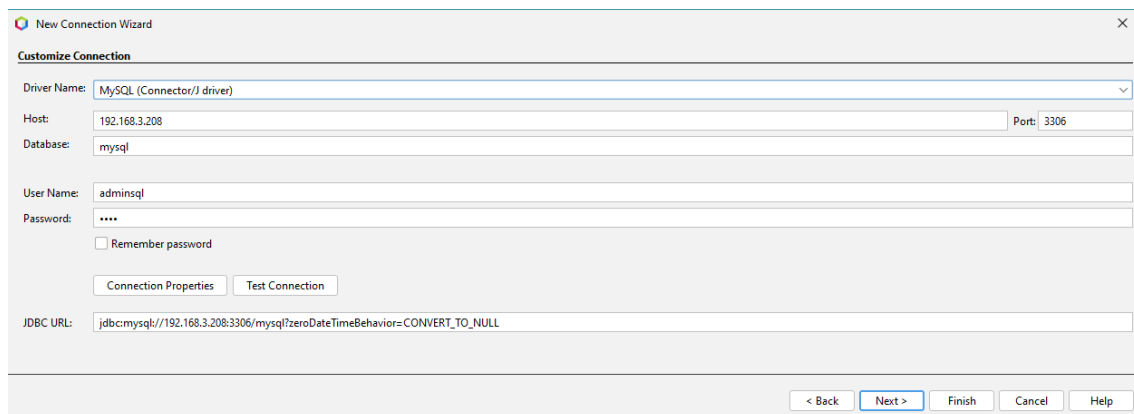 New Connection Wizard
Customize Connection
Driver Name: MySQL (Connector/J driver)
Host: 192.168.3.208 Port: 3306
Database: mysql
User Name: adminsql
Password: ••••
Remember password
Connection Properties Test Connection
JDBC URL: jdbc:mysql://192.168.3.208:3306/mysql?zeroDateTimeBehavior=CONVERT_TO_NULL
< Back Next > Finish Cancel Help